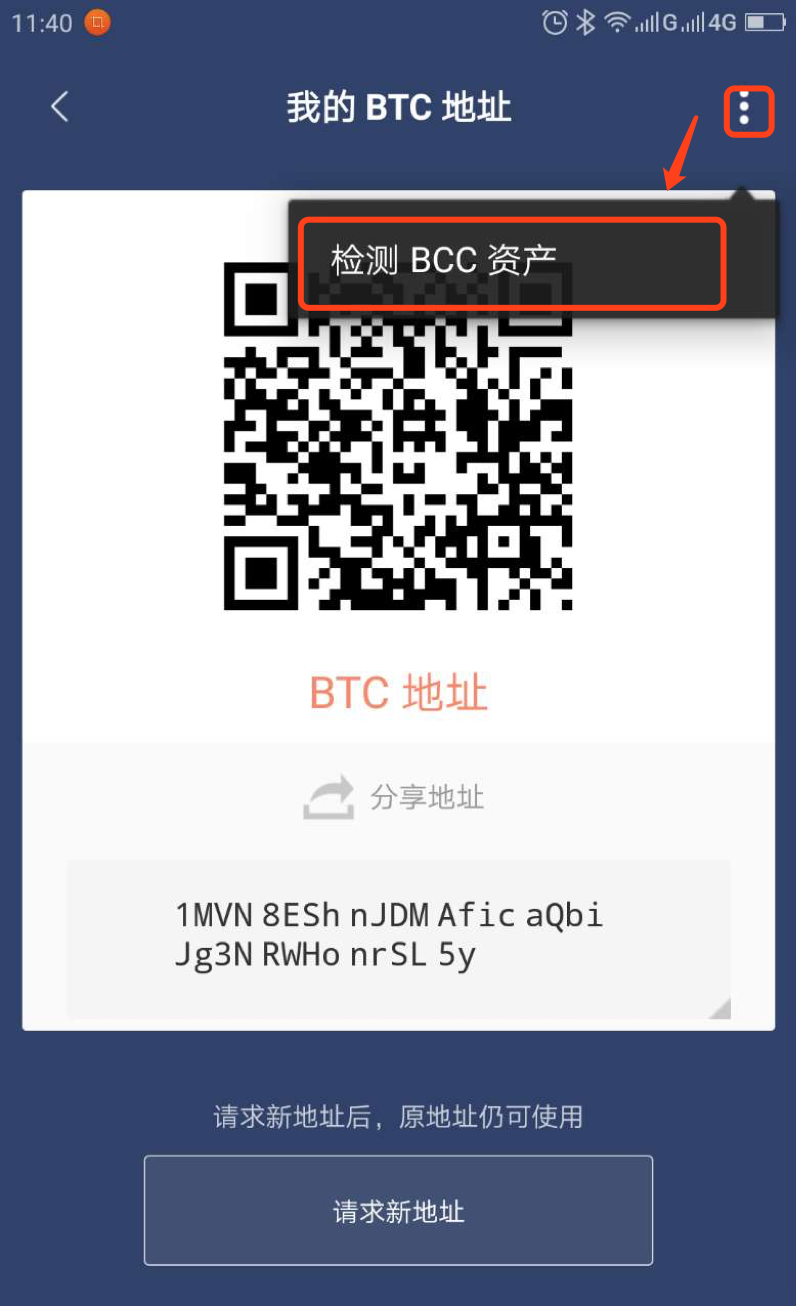 11:40 G 4G
我的 BTC 地址
检测 BCC 资产
BTC 地址
分享地址
1MVN 8ESh nJDM Afic aQbi
Jg3N RWHo nrSL 5y
请求新地址后，原地址仍可使用
请求新地址